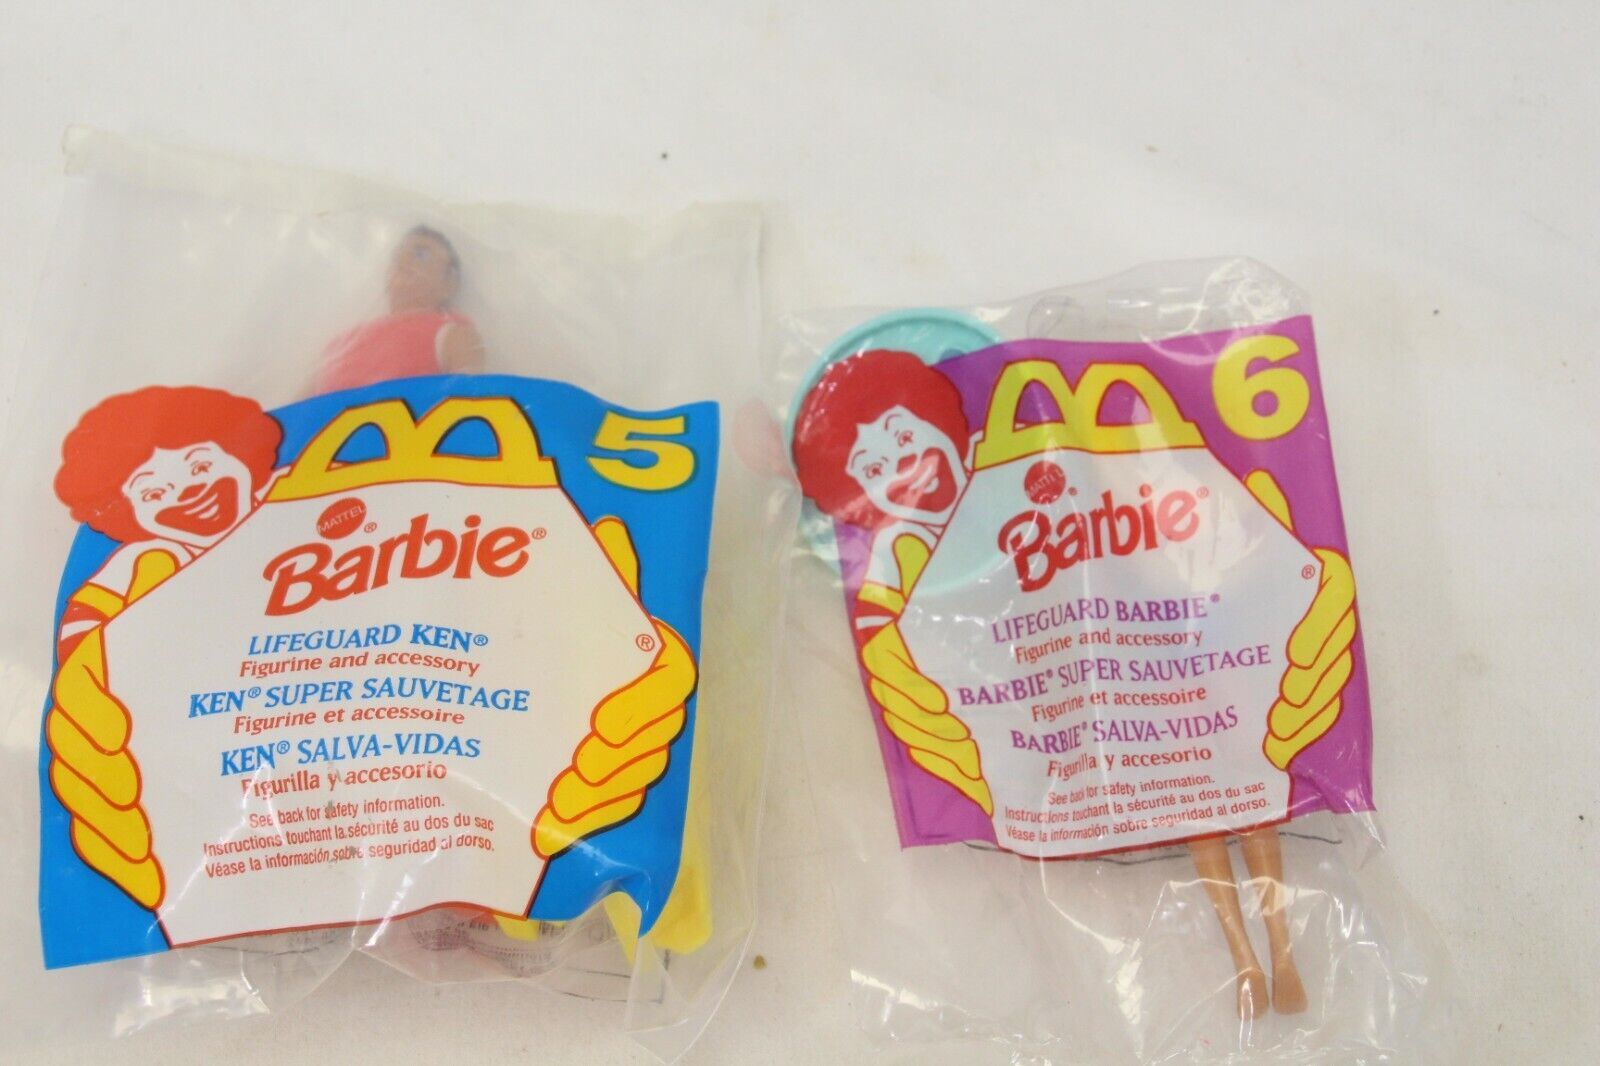 5
MATTEL
®
Barbie®
LIFEGUARD KEN®
Figurine and accessory
KEN® SUPER SAUVETAGE
Figurine et accessoire
KEN® SALVA-VIDAS
Figurilla y accesorio
See back for safety information.
Instructions touchant la sécurité au dos du sac
Véase la información sobre seguridad al dorso.
®
6
MATTEL
®
Barbie®
LIFEGUARD BARBIE®
Figurine and accessory
BARBIE® SUPER SAUVETAGE
Figurine et accessoire
BARBIE® SALVA-VIDAS
Figurilla y accesorio
See back for safety information.
Instructions touchant la sécurité au dos du sac.
Véase la información sobre seguridad al dorso.
®